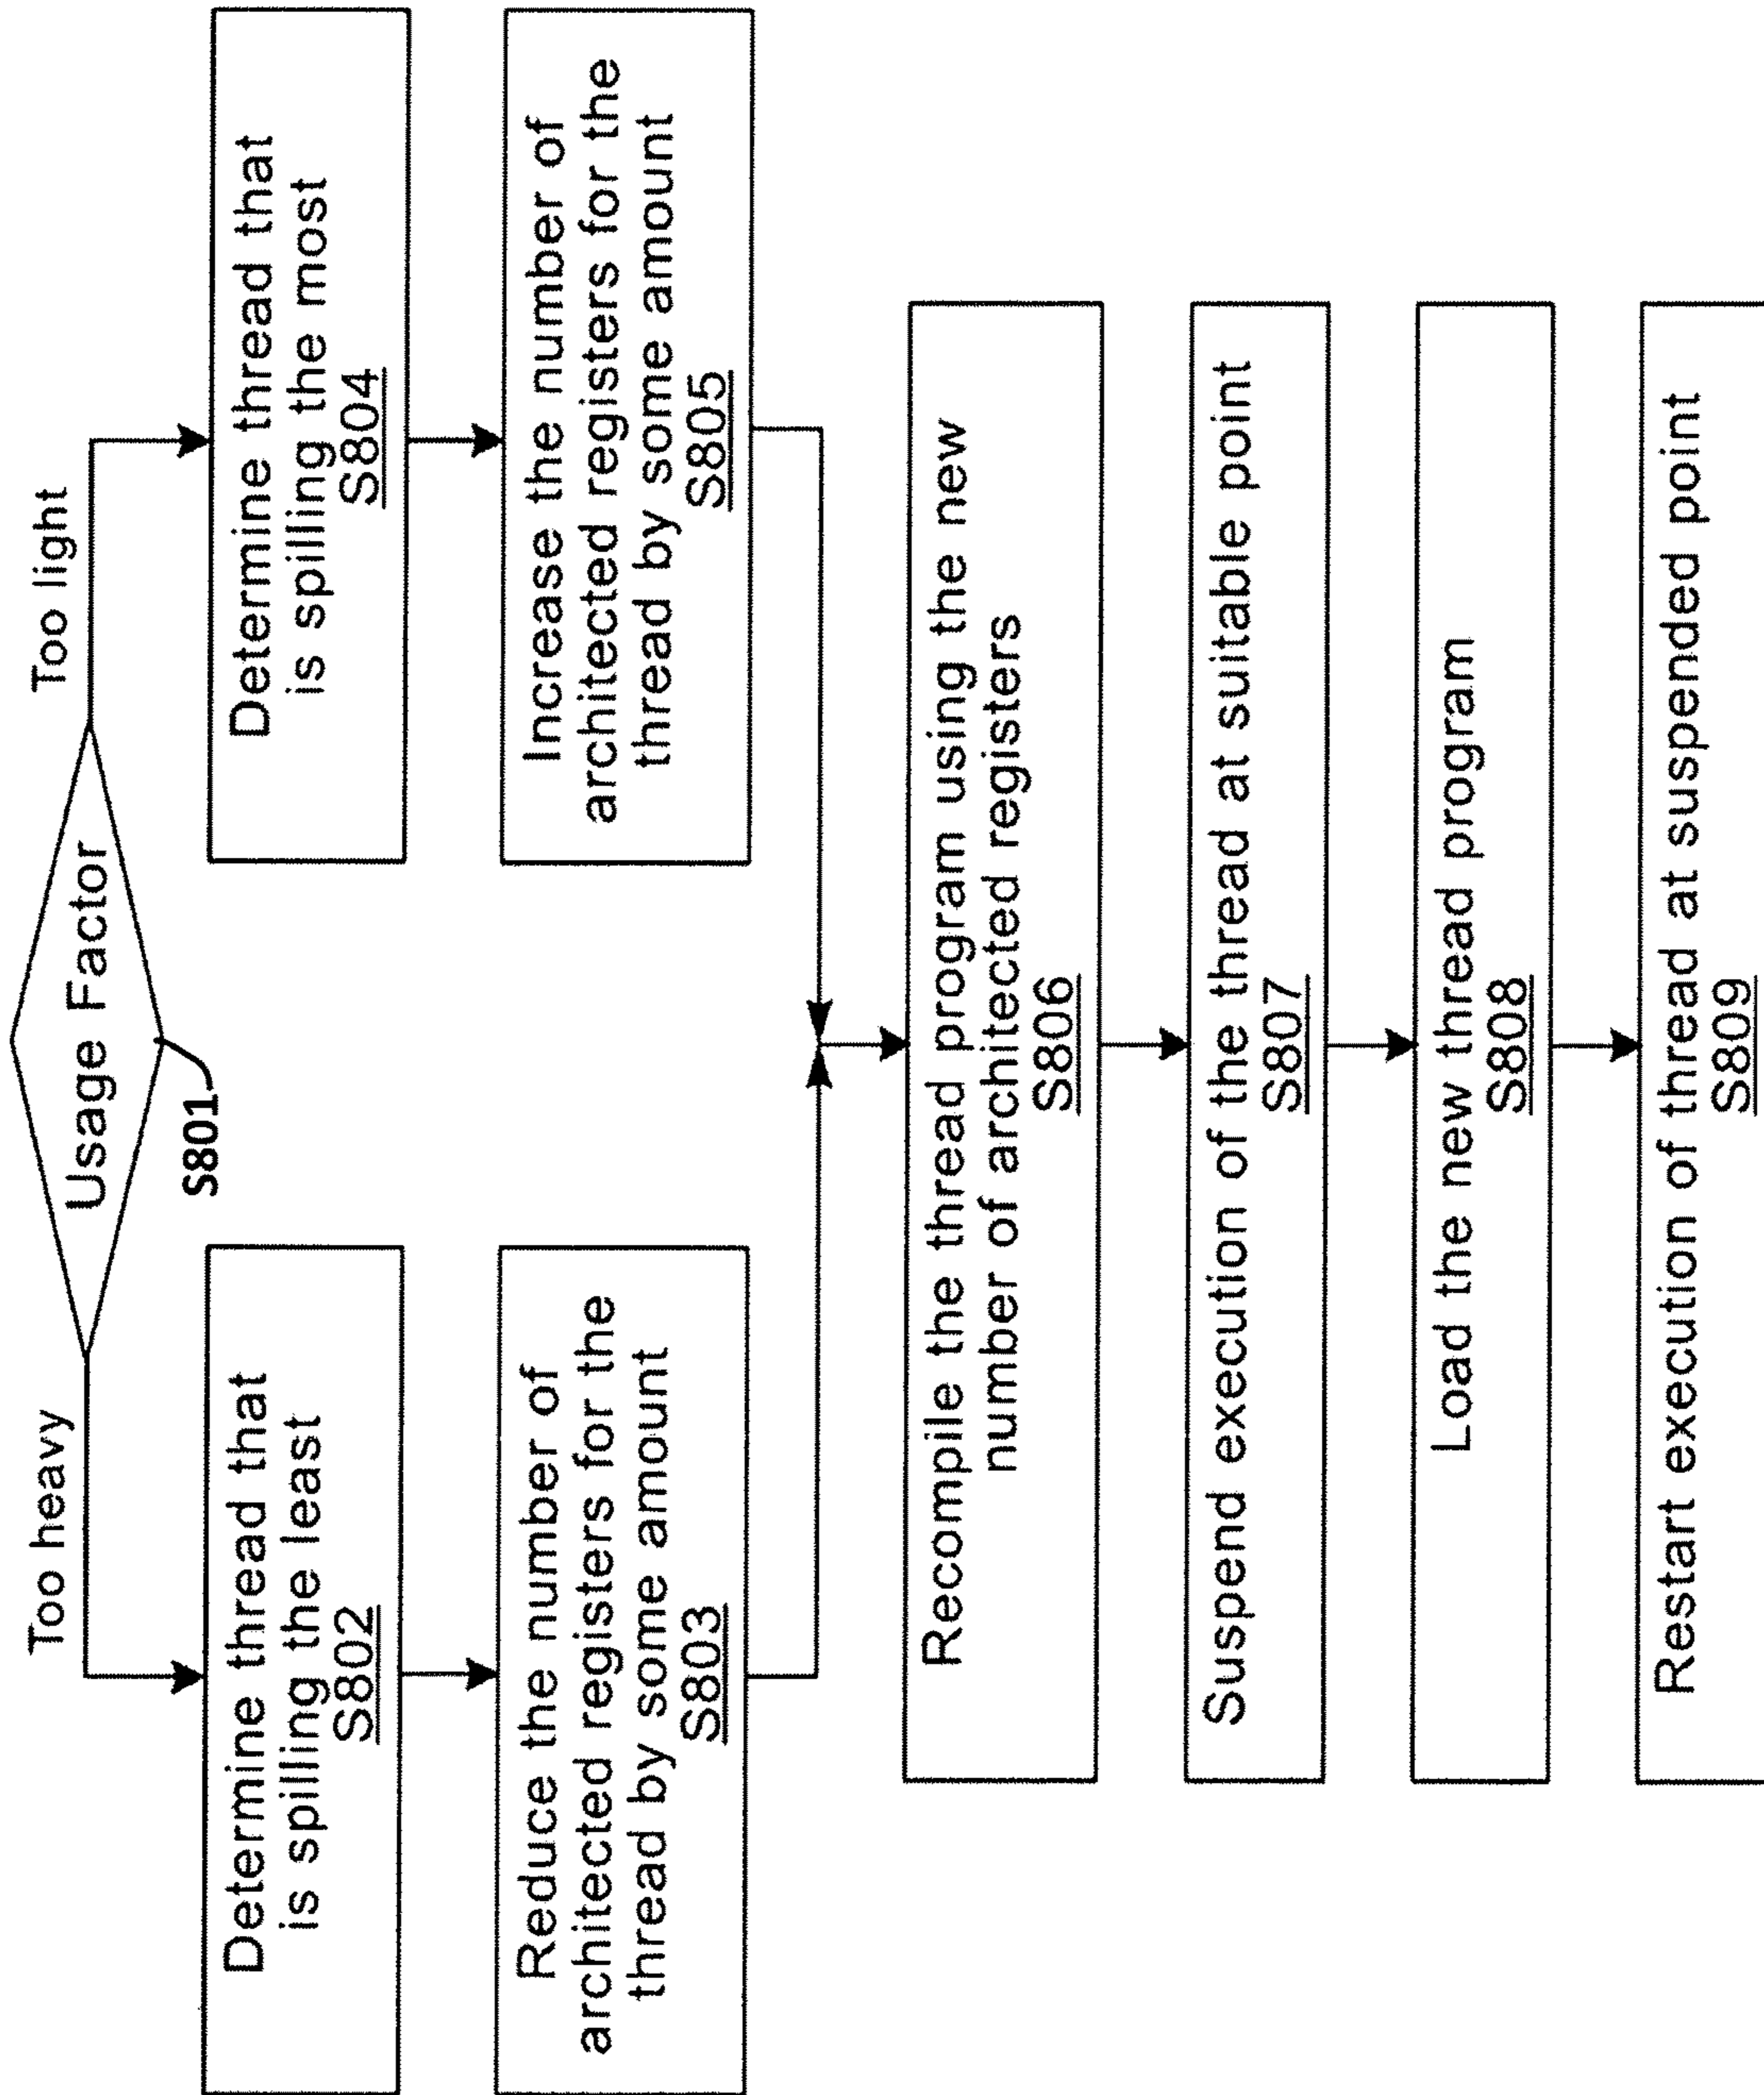 Usage Factor
S801
Too heavy
Too light
Determine thread that
is spilling the least
S802
Determine thread that
is spilling the most
S804
Reduce the number of
architected registers for the
thread by some amount
S803
Increase the number of
architected registers for the
thread by some amount
S805
Recompile the thread program using the new
number of architected registers
S806
Suspend execution of the thread at suitable point
S807
Load the new thread program
S808
Restart execution of thread at suspended point
S809